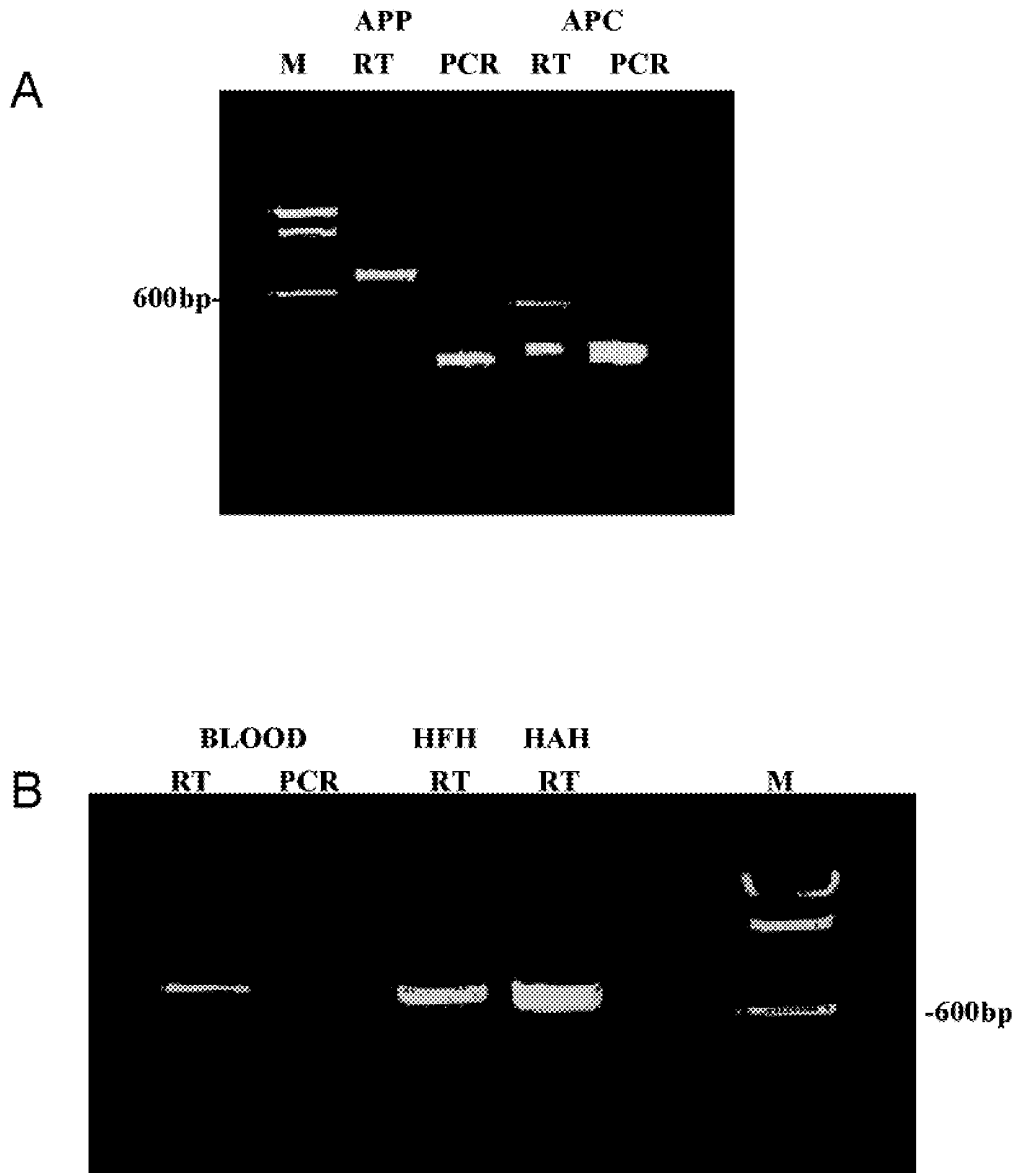 APP APC
A M RT PCR RT PCR
600bp-
BLOOD HFH HAH
B RT PCR RT RT M
-600bp